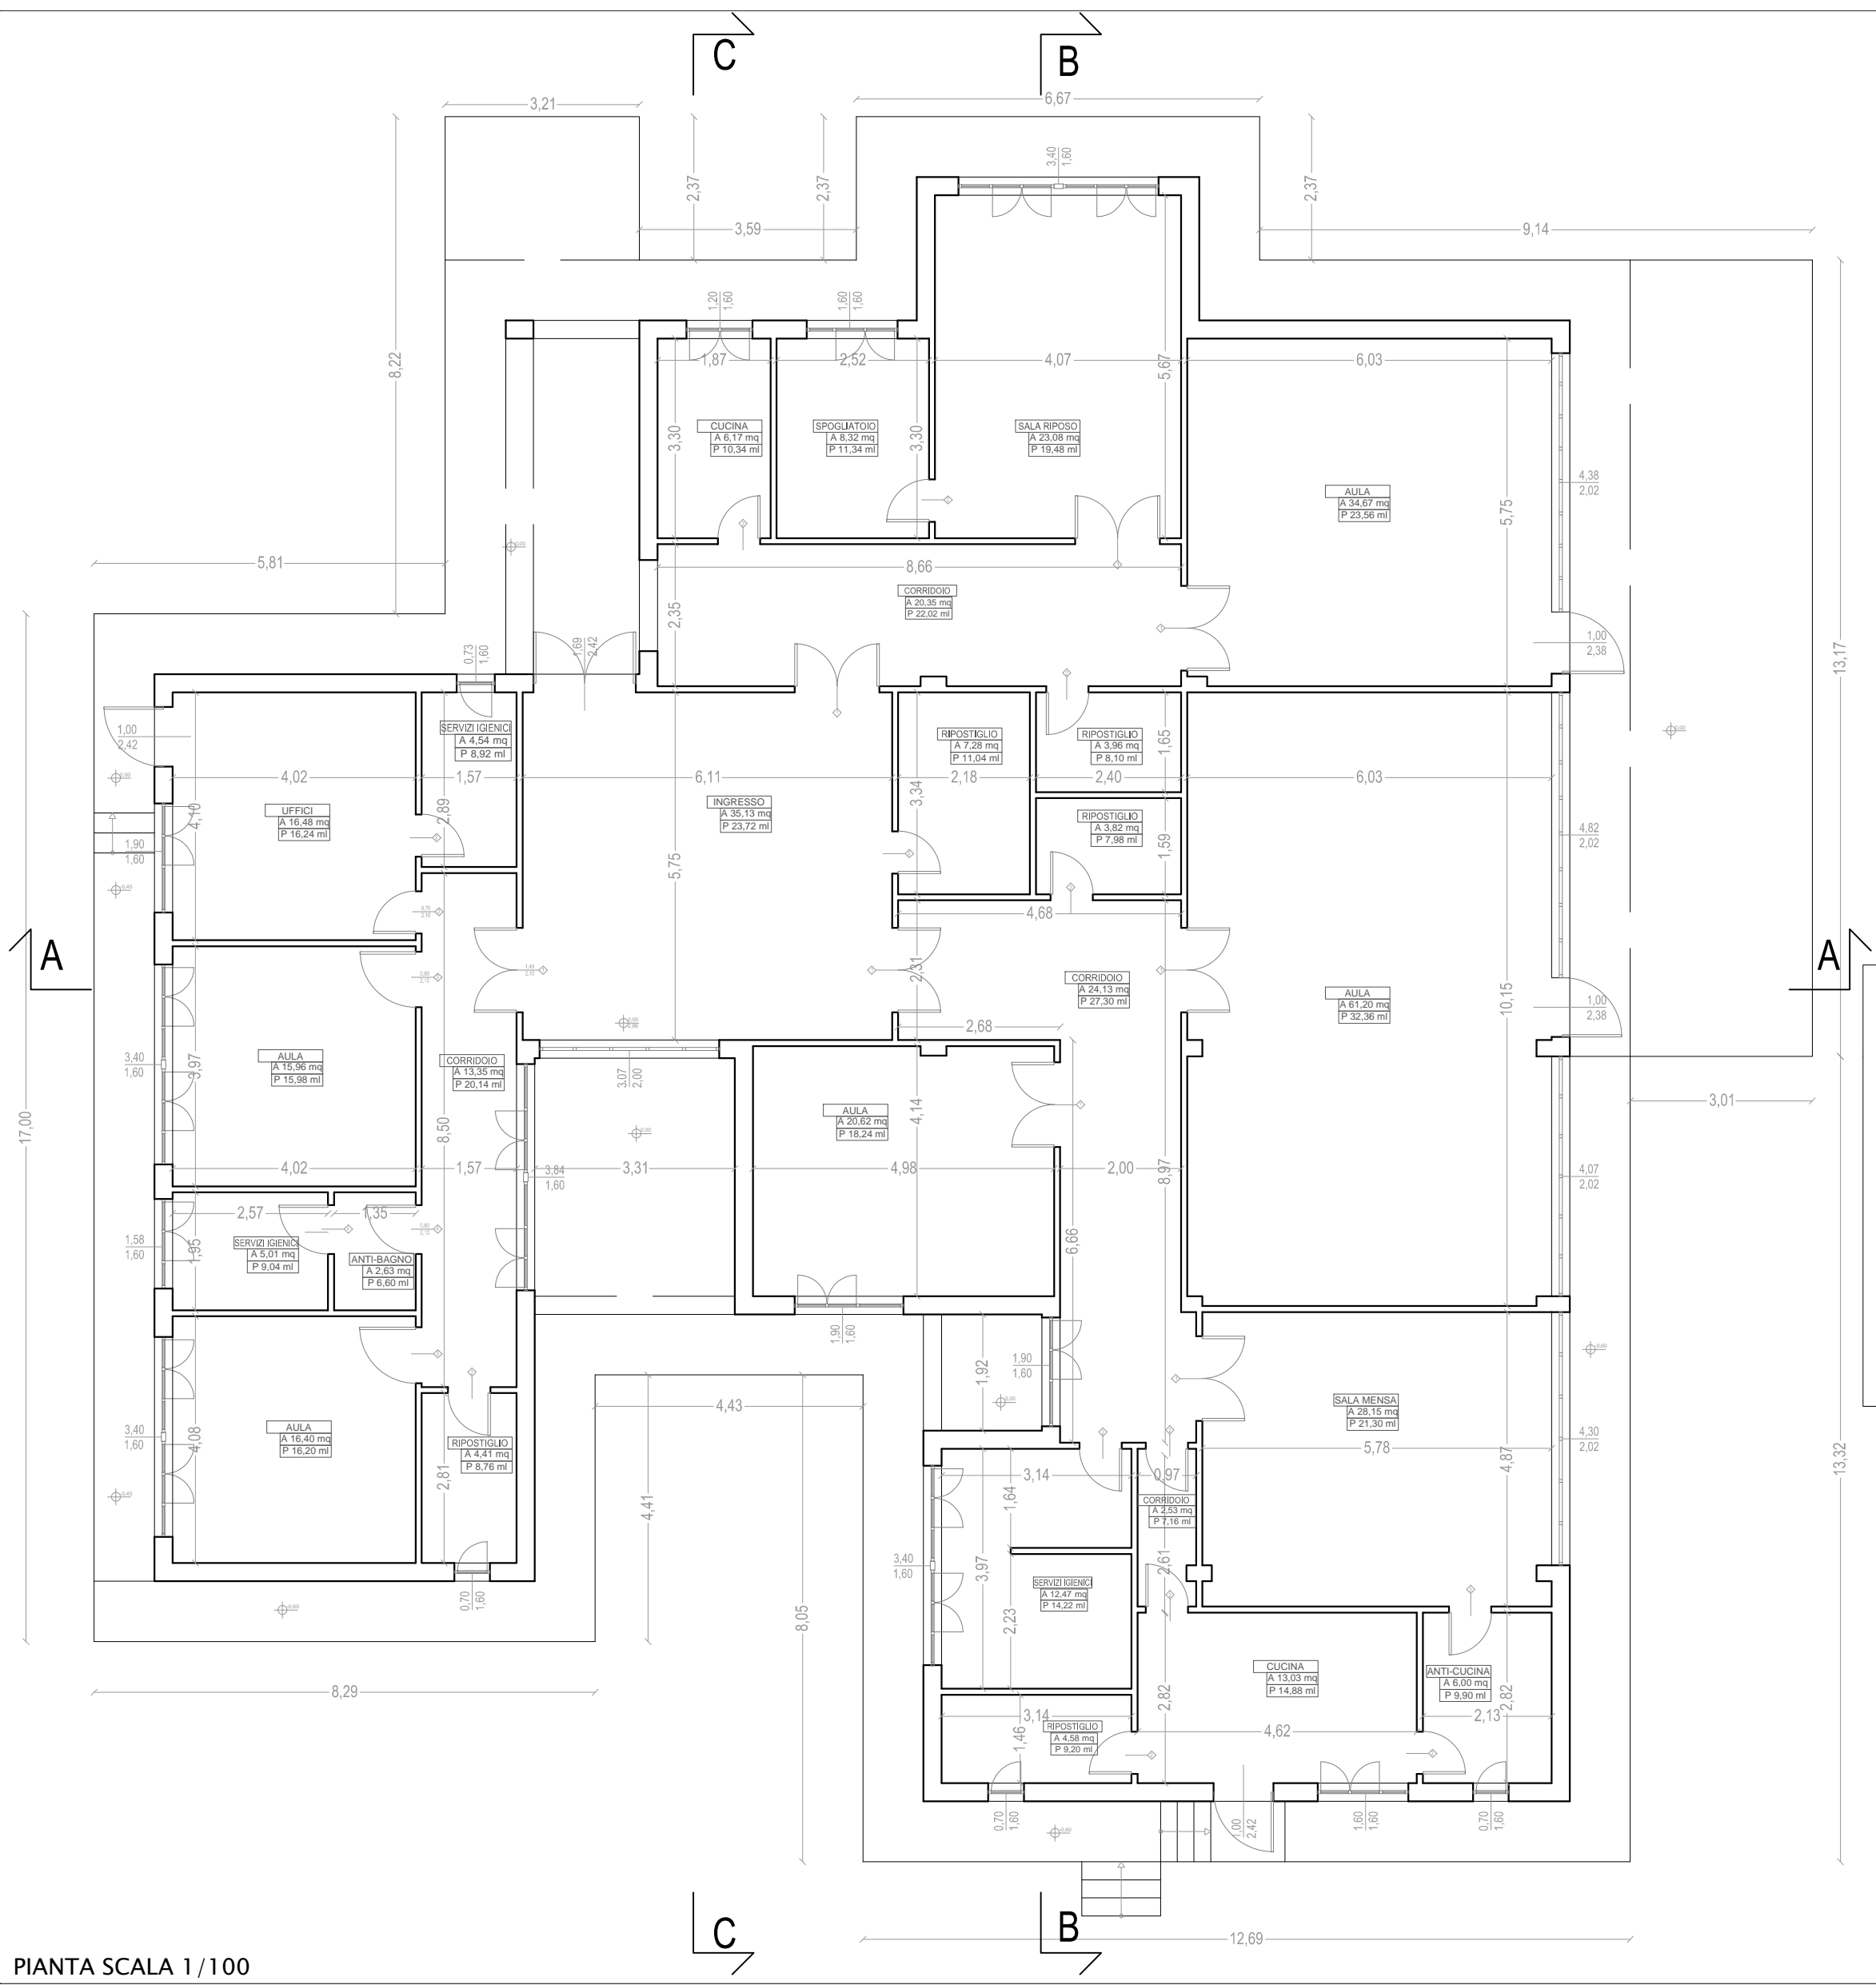 C
B
3,21
6,67
3,40
1,60
2,37
2,37
2,37
3,59
9,14
1,20
1,60
1,60
1,60
8,22
1,87
2,52
4,07
5,67
6,03
3,30
3,30
CUCINA
A 6,17 mq
P 10,34 ml
SPOGLIATOIO
A 8,32 mq
P 11,34 ml
SALA RIPOSO
A 23,08 mq
P 19,48 ml
AULA
A 34,67 mq
P 23,56 ml
4,38
2,02
5,75
5,81
8,66
CORRIDOIO
A 20,35 mq
P 22,02 ml
2,35
1,69
2,42
0,73
1,60
1,00
2,38
13,17
1,00
2,42
SERVIZI IGIENICI
A 4,54 mq
P 8,92 ml
RIPOSTIGLIO
A 7,28 mq
P 11,04 ml
RIPOSTIGLIO
A 3,96 mq
P 8,10 ml
1,65
4,02
1,57
6,11
2,18
2,40
6,03
UFFICI
A 16,48 mq
P 16,24 ml
4,10
2,89
INGRESSO
A 35,13 mq
P 23,72 ml
3,34
RIPOSTIGLIO
A 3,82 mq
P 7,98 ml
1,59
4,82
2,02
1,90
1,60
5,75
4,68
A
A
2,31
CORRIDOIO
A 24,13 mq
P 27,30 ml
AULA
A 61,20 mq
P 32,36 ml
10,15
1,00
2,38
2,68
AULA
A 15,96 mq
P 15,98 ml
3,97
3,40
1,60
CORRIDOIO
A 13,35 mq
P 20,14 ml
3.07
2,00
AULA
A 20,62 mq
P 18,24 ml
4,14
3,01
17,00
8,50
4,02
1,57
3,84
1,60
3,31
4,98
2,00
8,97
4,07
2,02
2,57
1,35
SERVIZI IGIENICI
A 5,01 mq
P 9,04 ml
1,95
ANTI-BAGNO
A 2,63 mq
P 6,60 ml
1,58
1,60
6,66
1,90
1,60
1,92
1,90
1,60
4,43
SALA MENSA
A 28,15 mq
P 21,30 ml
5,78
4,87
4,30
2,02
13,32
AULA
A 16,40 mq
P 16,20 ml
4,08
3,40
1,60
RIPOSTIGLIO
A 4,41 mq
P 8,76 ml
2,81
3,14
0,97
1,64
CORRIDOIO
A 2,53 mq
P 7,16 ml
4,41
3,40
1,60
3,97
2,61
SERVIZI IGIENICI
A 12,47 mq
P 14,22 ml
2,23
0,70
1,60
8,05
8,29
CUCINA
A 13,03 mq
P 14,88 ml
ANTI-CUCINA
A 6,00 mq
P 9,90 ml
2,82
2,82
3,14
2,13
RIPOSTIGLIO
A 4,58 mq
P 9,20 ml
1,46
4,62
0,70
1,60
1,00
2,42
1,60
1,60
0,70
1,60
C
B
12,69
PIANTA SCALA 1/100